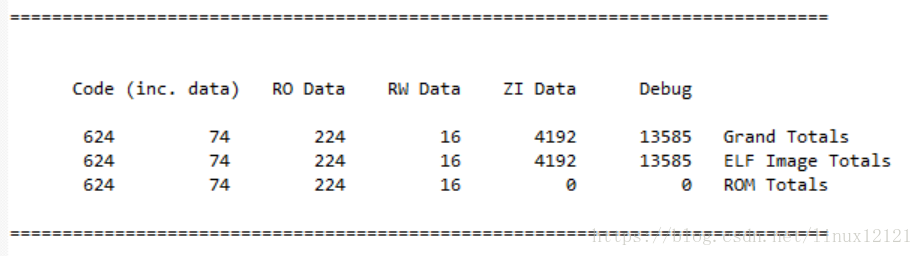 ==========================================================================
Code (inc. data) RO Data RW Data ZI Data Debug
624 74 224 16 4192 13585 Grand Totals
624 74 224 16 4192 13585 ELF Image Totals
624 74 224 16 0 0 ROM Totals
==========================================================================
https://blog.csdn.net/linux12121